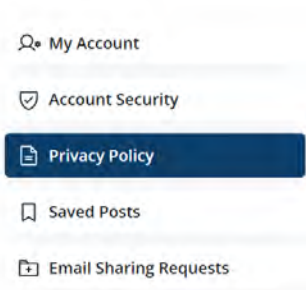 My Account
Account Security
Privacy Policy
Saved Posts
Email Sharing Requests